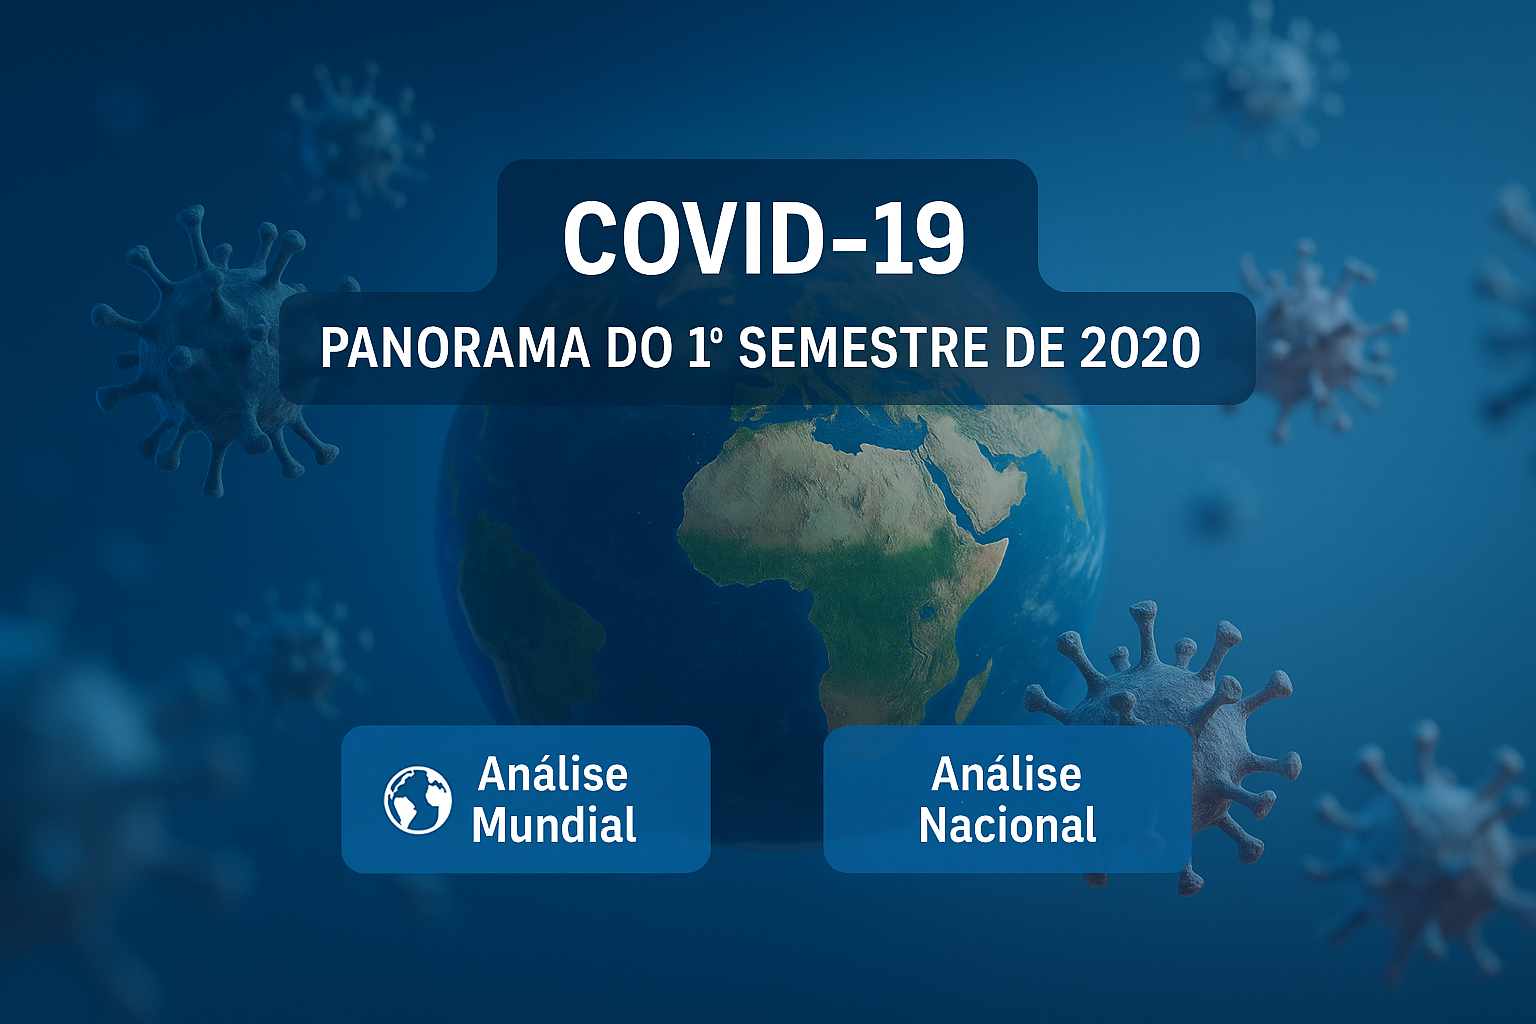 COVID-19
PANORAMA DO 1º SEMESTRE DE 2020
Análise
Mundial
Análise
Nacional